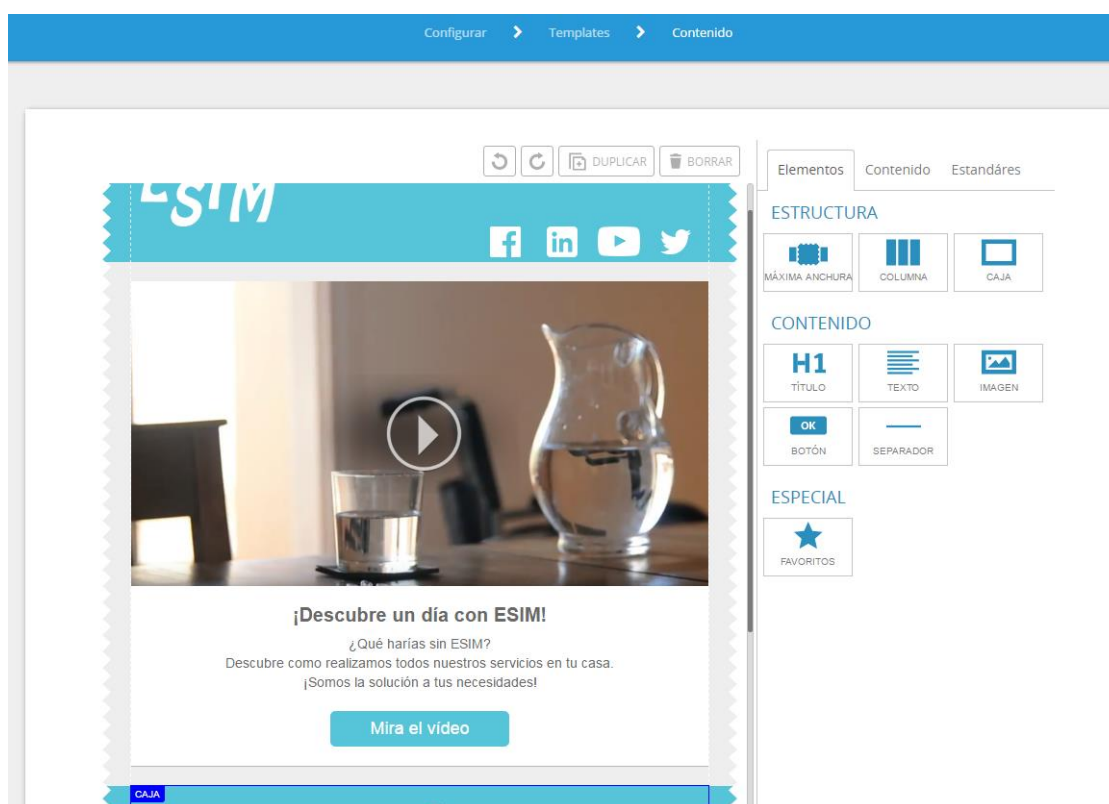 Configurar Templates Contenido
DUPLICAR BORRAR
ESIM
Elementos Contenido Estandáres
ESTRUCTURA
MÁXIMA ANCHURA COLUMNA CAJA
CONTENIDO
H1
TÍTULO TEXTO IMAGEN
OK
BOTÓN SEPARADOR
ESPECIAL
FAVORITOS
¡Descubre un día con ESIM!
¿Qué harías sin ESIM?
Descubre como realizamos todos nuestros servicios en tu casa.
¡Somos la solución a tus necesidades!
Mira el vídeo
CAJA